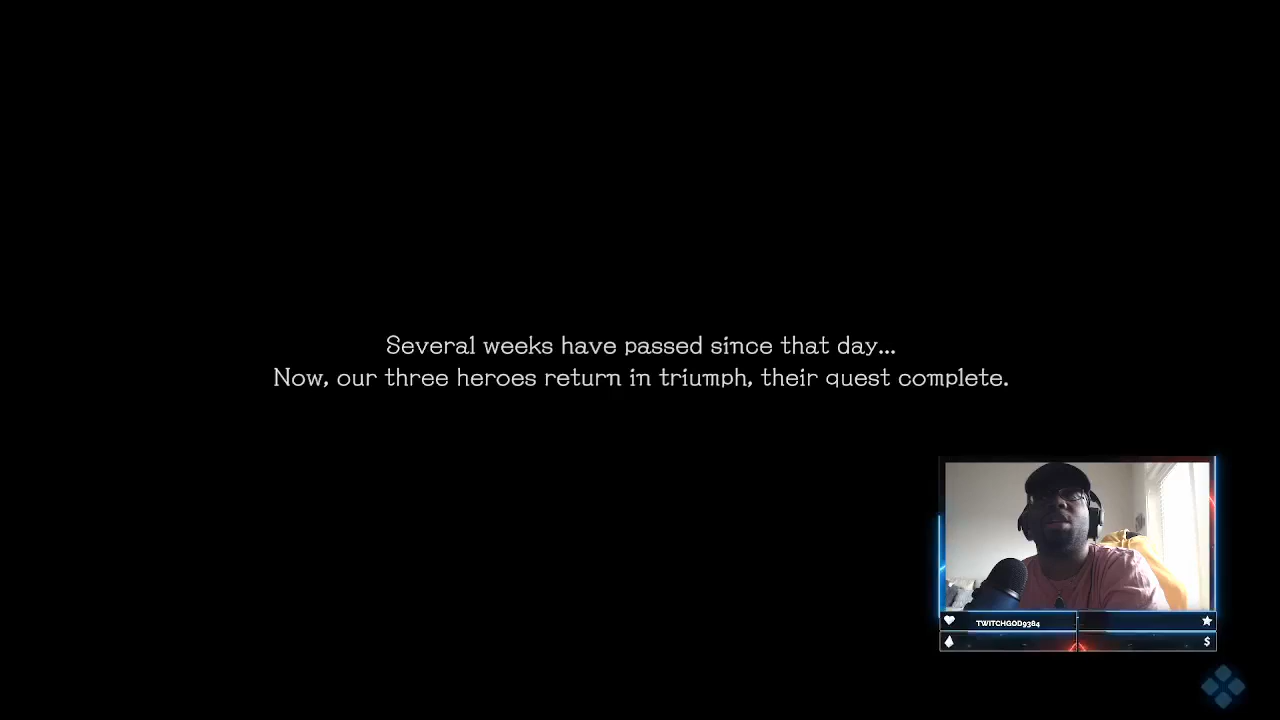 Several weeks have passed since that day...
Now, our three heroes return in triumph, their quest complete.
TWITCHGOD9384
$